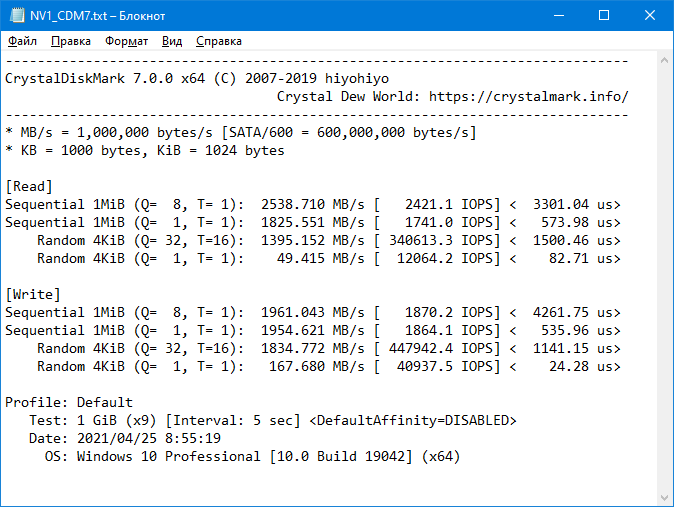 NV1_CDM7.txt – Блокнот
Файл Правка Формат Вид Справка
------------------------------------------------------------------------------
CrystalDiskMark 7.0.0 x64 (C) 2007-2019 hiyohiyo
                                  Crystal Dew World: https://crystalmark.info/
------------------------------------------------------------------------------
* MB/s = 1,000,000 bytes/s [SATA/600 = 600,000,000 bytes/s]
* KB = 1000 bytes, KiB = 1024 bytes

[Read]
Sequential 1MiB (Q=  8, T= 1):  2538.710 MB/s [   2421.1 IOPS] <  3301.04 us>
Sequential 1MiB (Q=  1, T= 1):  1825.551 MB/s [   1741.0 IOPS] <   573.98 us>
    Random 4KiB (Q= 32, T=16):  1395.152 MB/s [ 340613.3 IOPS] <  1500.46 us>
    Random 4KiB (Q=  1, T= 1):    49.415 MB/s [  12064.2 IOPS] <    82.71 us>

[Write]
Sequential 1MiB (Q=  8, T= 1):  1961.043 MB/s [   1870.2 IOPS] <  4261.75 us>
Sequential 1MiB (Q=  1, T= 1):  1954.621 MB/s [   1864.1 IOPS] <   535.96 us>
    Random 4KiB (Q= 32, T=16):  1834.772 MB/s [ 447942.4 IOPS] <  1141.15 us>
    Random 4KiB (Q=  1, T= 1):   167.680 MB/s [  40937.5 IOPS] <    24.28 us>

Profile: Default
   Test: 1 GiB (x9) [Interval: 5 sec] <DefaultAffinity=DISABLED>
   Date: 2021/04/25 8:55:19
     OS: Windows 10 Professional [10.0 Build 19042] (x64)